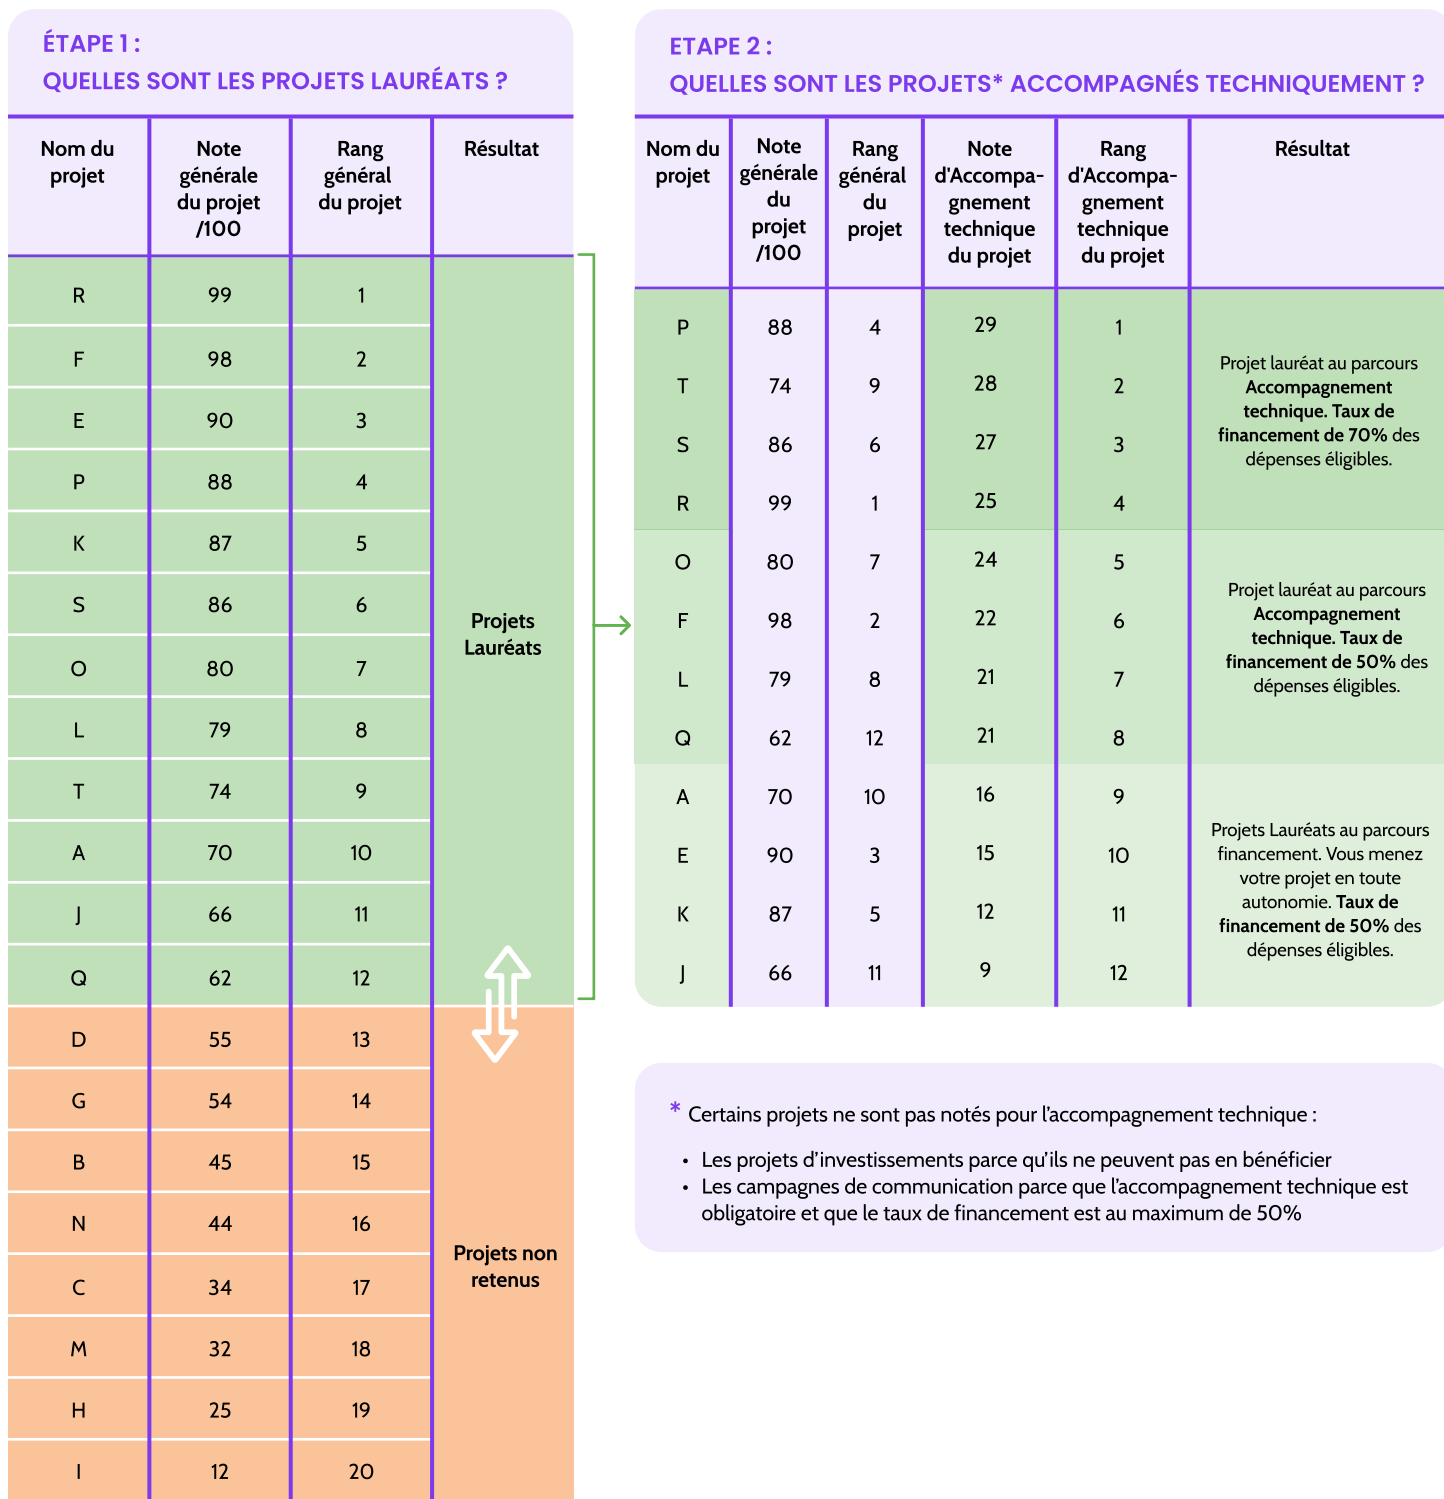 ÉTAPE 1 :
QUELLES SONT LES PROJETS LAURÉATS ?
Nom du
projet
Note
générale
du projet
/100
Rang
général
du projet
Résultat
R 99 1
F 98 2
E 90 3
P 88 4
K 87 5
S 86 6
O 80 7
L 79 8
T 74 9
A 70 10
J 66 11
Q 62 12
Projets
Lauréats
D 55 13
G 54 14
B 45 15
N 44 16
C 34 17
M 32 18
H 25 19
I 12 20
Projets non
retenus
ETAPE 2 :
QUELLES SONT LES PROJETS* ACCOMPAGNÉS TECHNIQUEMENT ?
Nom du
projet
Note
générale
du
projet
/100
Rang
général
du
projet
Note
d'Accompa-
gnement
technique
du projet
Rang
d'Accompa-
gnement
technique
du projet
Résultat
P 88 4 29 1
T 74 9 28 2
S 86 6 27 3
R 99 1 25 4
Projet lauréat au parcours
Accompagnement
technique. Taux de
financement de 70% des
dépenses éligibles.
O 80 7 24 5
F 98 2 22 6
L 79 8 21 7
Q 62 12 21 8
Projet lauréat au parcours
Accompagnement
technique. Taux de
financement de 50% des
dépenses éligibles.
A 70 10 16 9
E 90 3 15 10
K 87 5 12 11
J 66 11 9 12
Projets Lauréats au parcours
financement. Vous menez
votre projet en toute
autonomie. Taux de
financement de 50% des
dépenses éligibles.
* Certains projets ne sont pas notés pour l'accompagnement technique :
• Les projets d'investissements parce qu'ils ne peuvent pas en bénéficier
• Les campagnes de communication parce que l'accompagnement technique est
obligatoire et que le taux de financement est au maximum de 50%